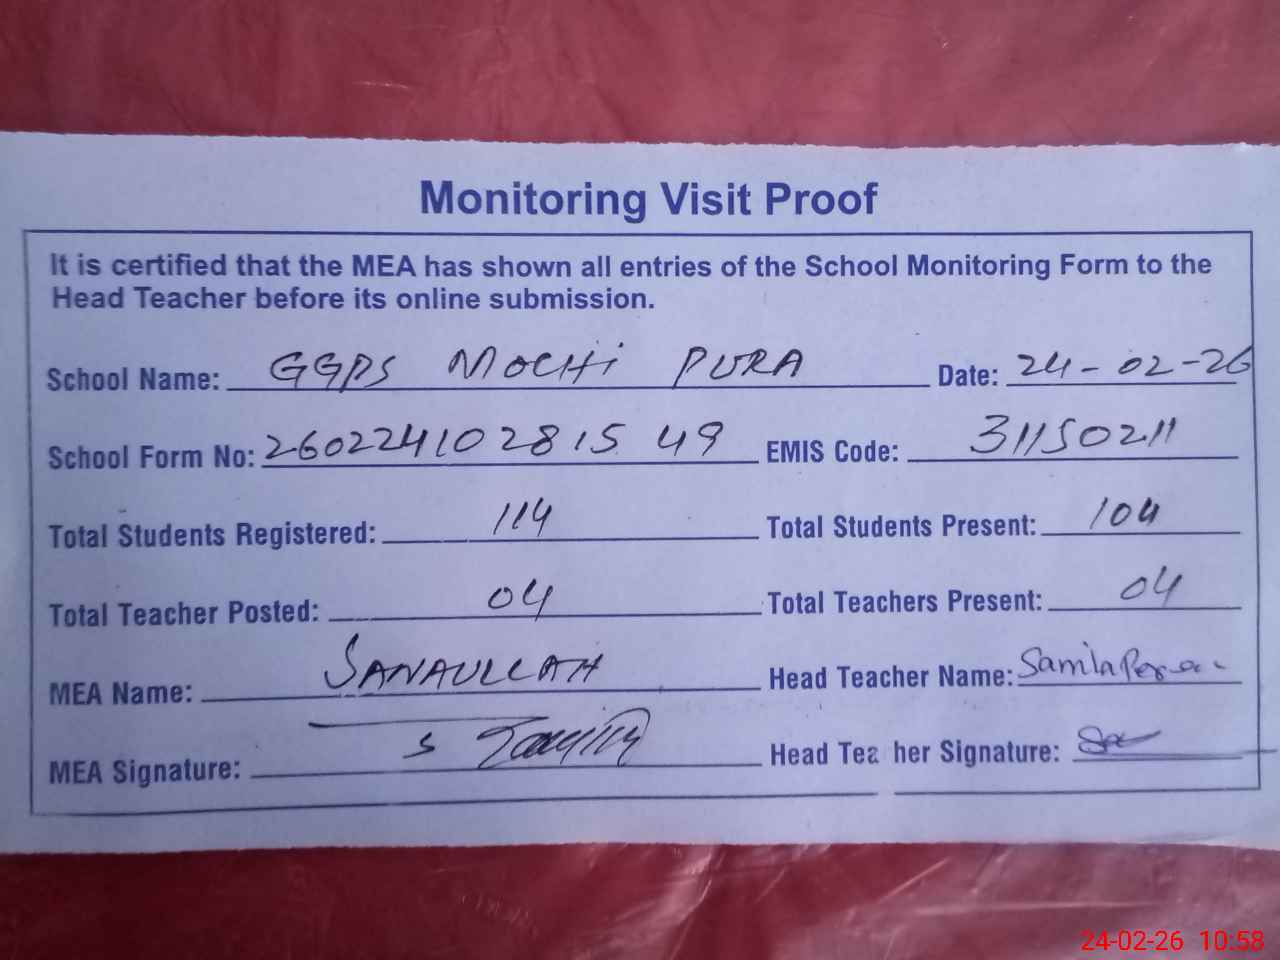 Monitoring Visit Proof
It is certified that the MEA has shown all entries of the School Monitoring Form to the
Head Teacher before its online submission.
School Name: GGPS MOCHi PURA Date: 24-02-26
School Form No: 260224102815 49 EMIS Code: 31150211
Total Students Registered: 114 Total Students Present: 104
Total Teacher Posted: 04 Total Teachers Present: 04
MEA Name: SANAULLAH Head Teacher Name: Samila
MEA Signature: Head Tea her Signature:
24-02-26 10:58